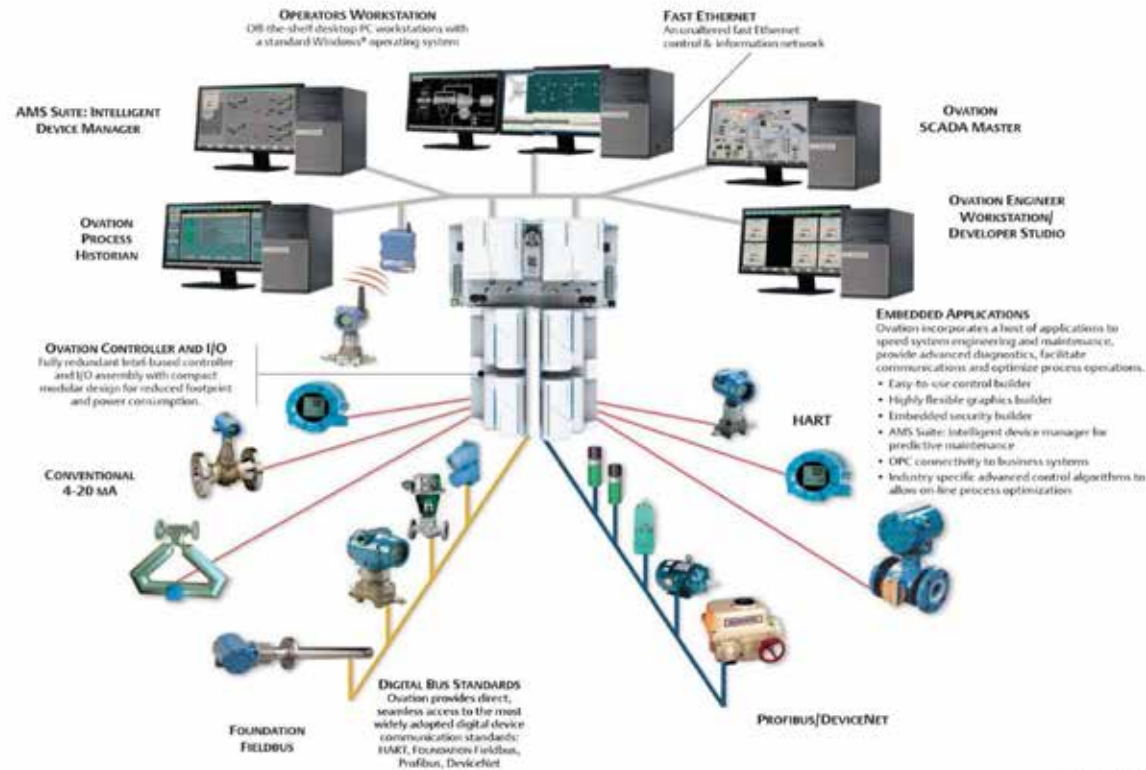 OPERATORS WORKSTATION
Off-the-shelf desktop PC workstations with
a standard Windows® operating system
FAST ETHERNET
An unaltered fast Ethernet
control & information network
AMS SUITE: INTELLIGENT
DEVICE MANAGER
OVATION
SCADA MASTER
OVATION
PROCESS
HISTORIAN
OVATION ENGINEER
WORKSTATION/
DEVELOPER STUDIO
OVATION CONTROLLER AND I/O
Fully redundant Intel-based controller
and I/O assembly with compact
modular design for reduced footprint
and power consumption.
EMBEDDED APPLICATIONS
Ovation incorporates a host of applications to
speed system engineering and maintenance,
provide advanced diagnostics, facilitate
communications and optimize process operations.
• Easy-to-use control builder
• Highly flexible graphics builder
• Embedded security builder
• AMS Suite: intelligent device manager for
predictive maintenance
• OPC connectivity to business systems
• Industry specific advanced control algorithms to
allow on-line process optimization
HART
CONVENTIONAL
4-20 MA
DIGITAL BUS STANDARDS
Ovation provides direct,
seamless access to the most
widely adopted digital device
communication standards:
HART, FOUNDATION Fieldbus,
Profibus, DeviceNet
FOUNDATION
FIELDBUS
PROFIBUS/DEVICENET